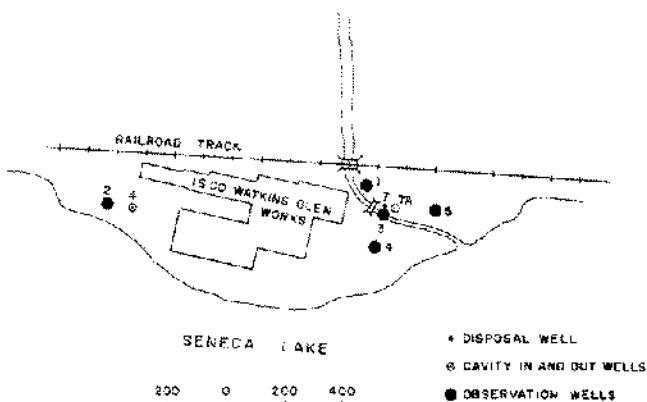 RAILROAD TRACK
ISCO WATKINS GLEN
WORKS
2
4
1
7
7A
5
3
4
SENECA LAKE
DISPOSAL WELL
CAVITY IN AND OUT WELLS
OBSERVATION WELLS
200 0 200 400